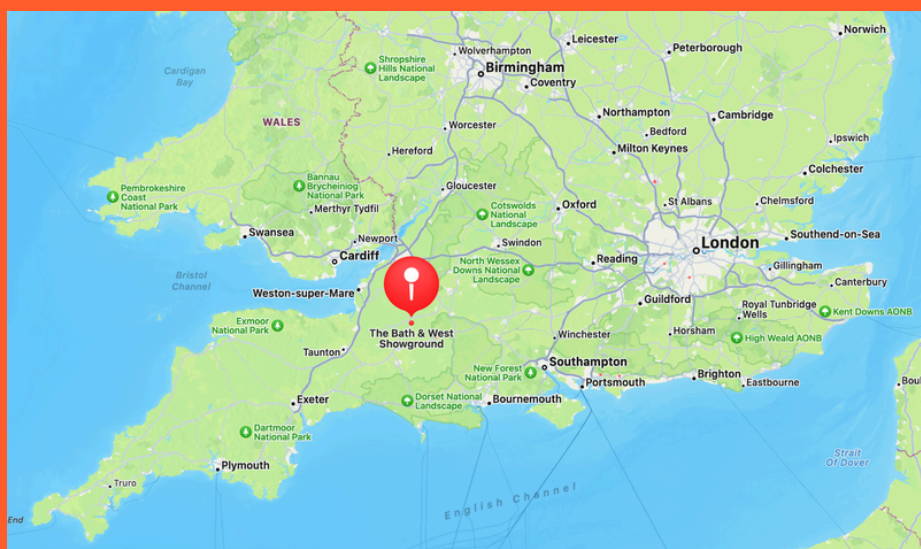 Norwich
Leicester
Peterborough
Wolverhampton
Shropshire
Hills National
Landscape
Birmingham
Coventry
Cardigan
Bay
WALES
Northampton
Cambridge
Worcester
Bedford
Ipswich
Hereford
Milton Keynes
Colchester
Gloucester
Bannau
Brycheiniog
National Park
Pembrokeshire
Coast
National Park
Merthyr Tydfil
Cotswolds
National
Landscape
Oxford
St Albans
Chelmsford
Swansea
Newport
Swindon
London
Southend-on-Sea
Cardiff
Reading
North Wessex
Downs National
Landscape
Gillingham
Bristol
Channel
Canterbury
Weston-super-Mare
Guildford
Royal Tunbridge
Wells
Kent Downs AONB
Exmoor
National Park
The Bath & West
Showground
Winchester
Horsham
High Weald AONB
Taunton
Southampton
New Forest
National Park
Portsmouth
Brighton
Eastbourne
Bou
Exeter
Dorset National
Landscape
Bournemouth
Dartmoor
National Park
Strait
Of Dover
Plymouth
Truro
English Channel
End